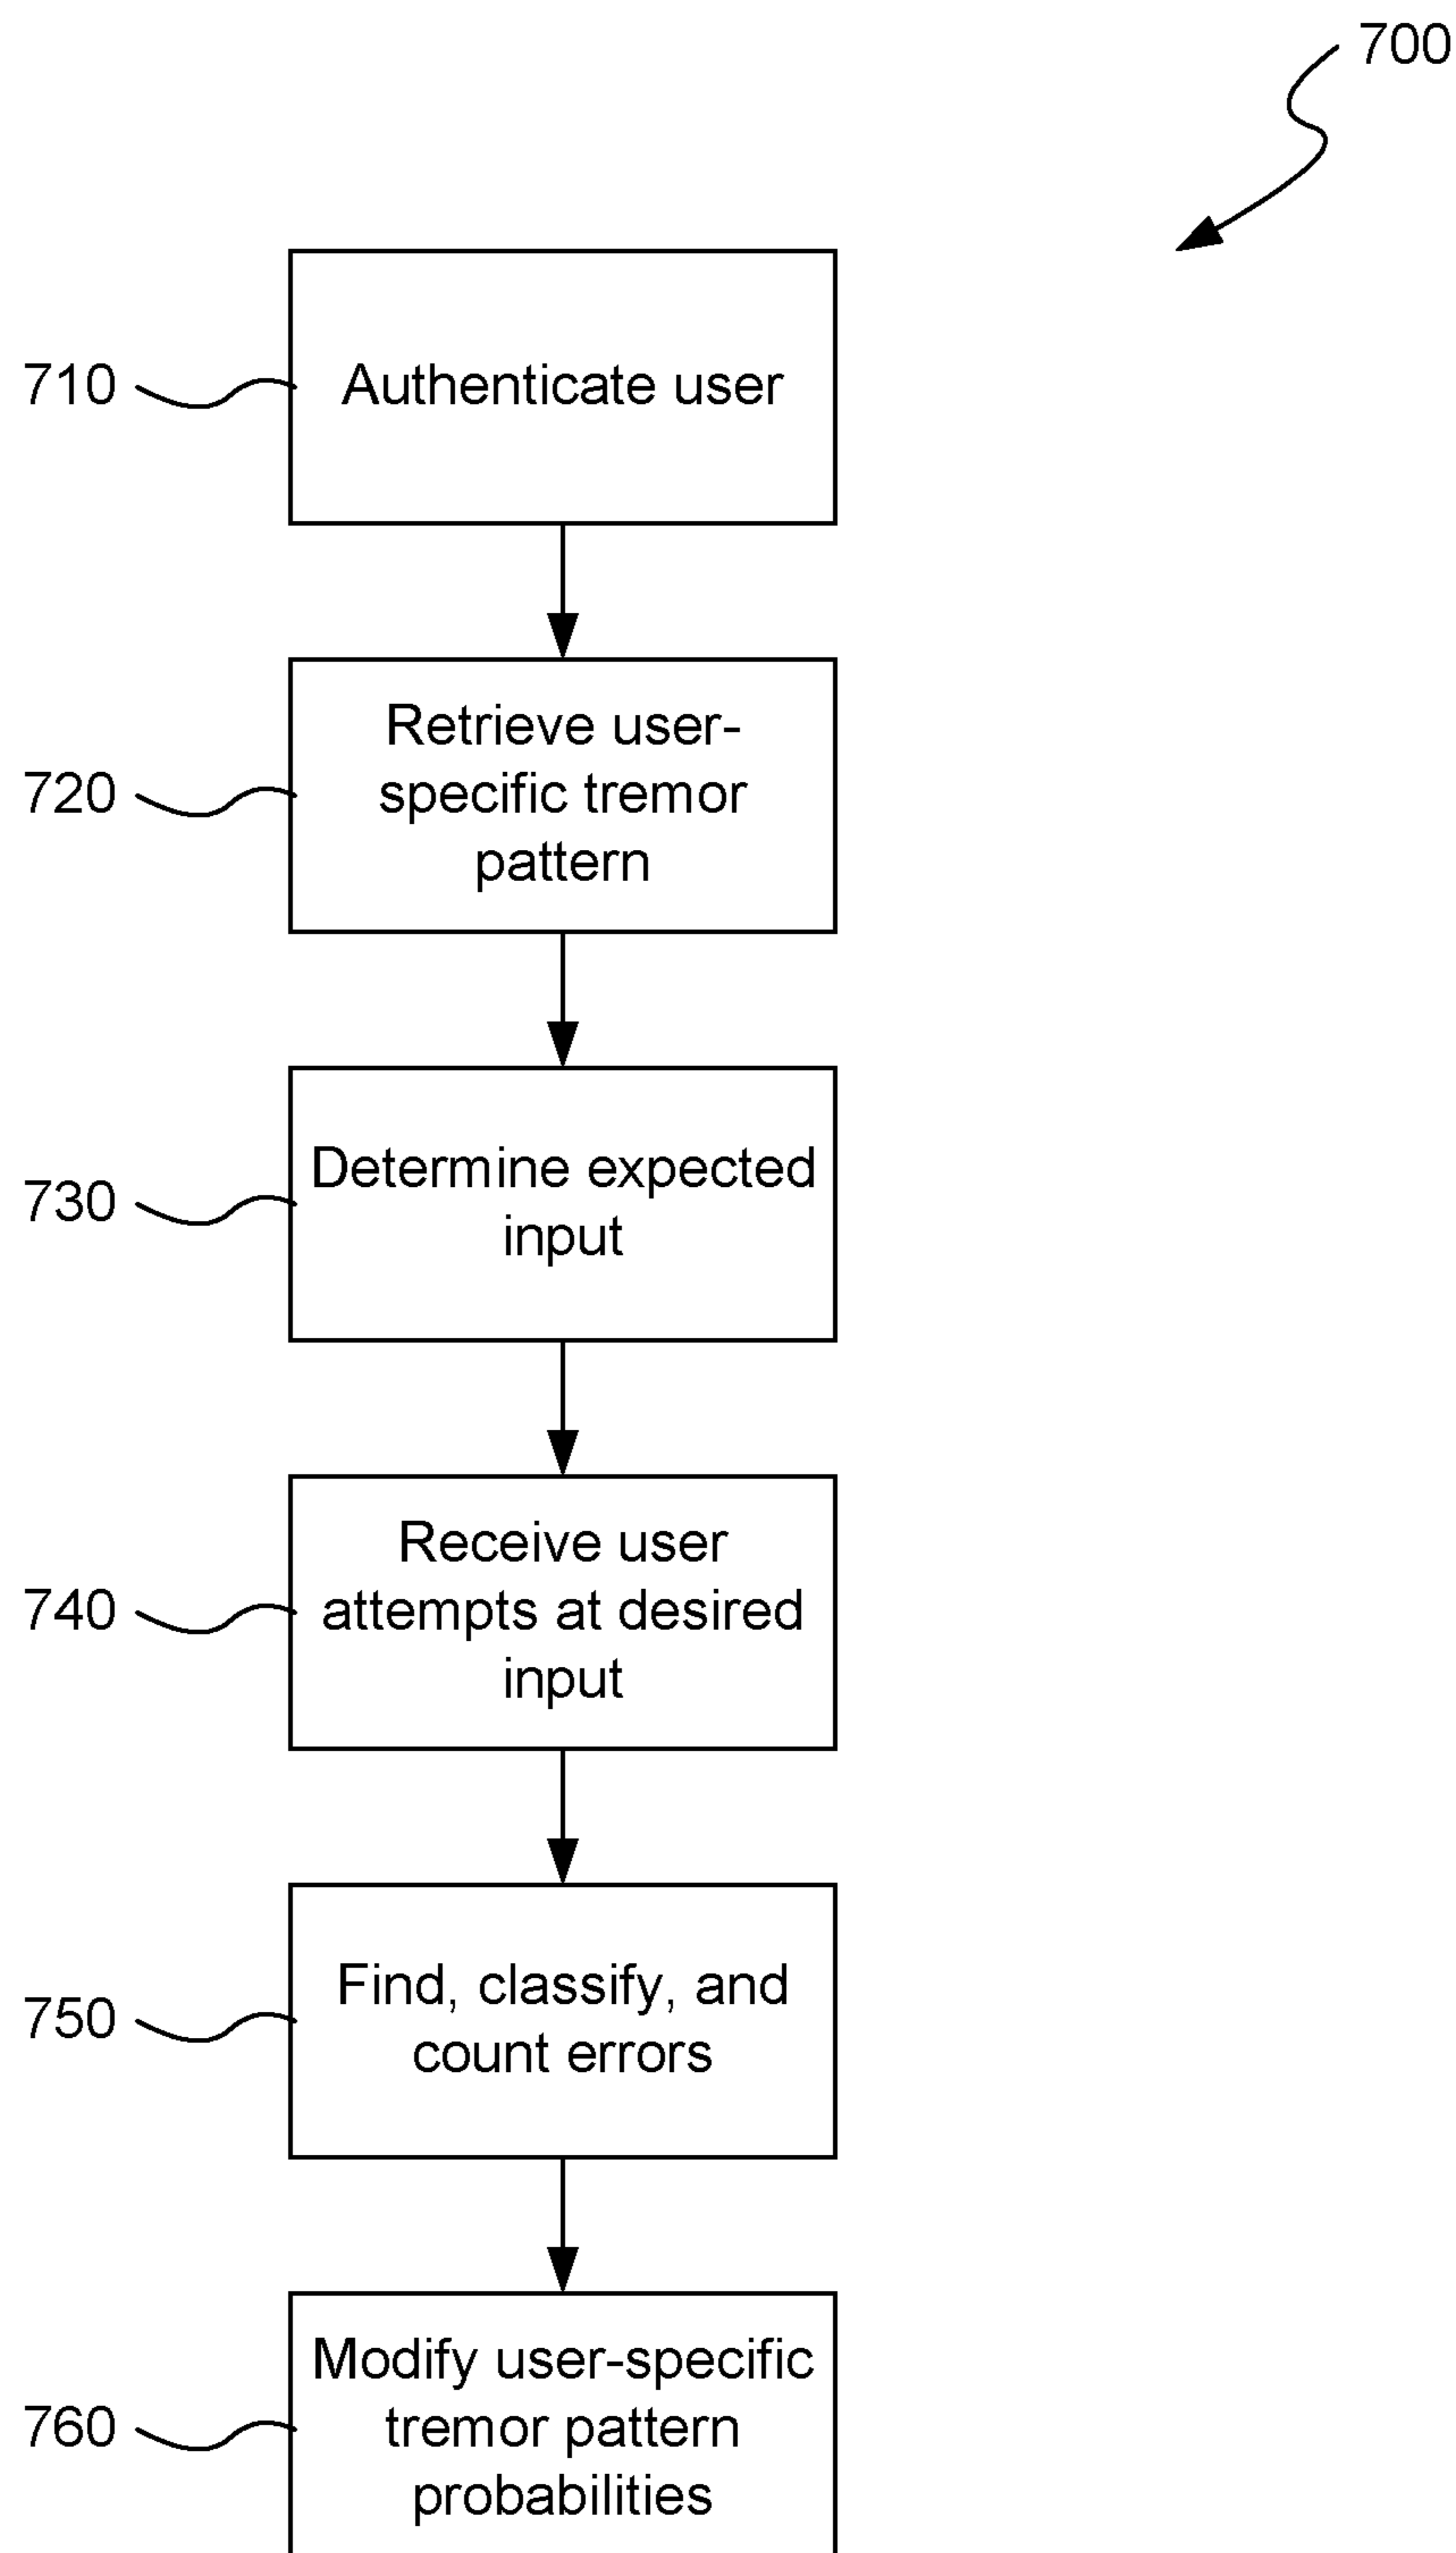 700
710
Authenticate user
720
Retrieve user-
specific tremor
pattern
730
Determine expected
input
740
Receive user
attempts at desired
input
750
Find, classify, and
count errors
760
Modify user-specific
tremor pattern
probabilities